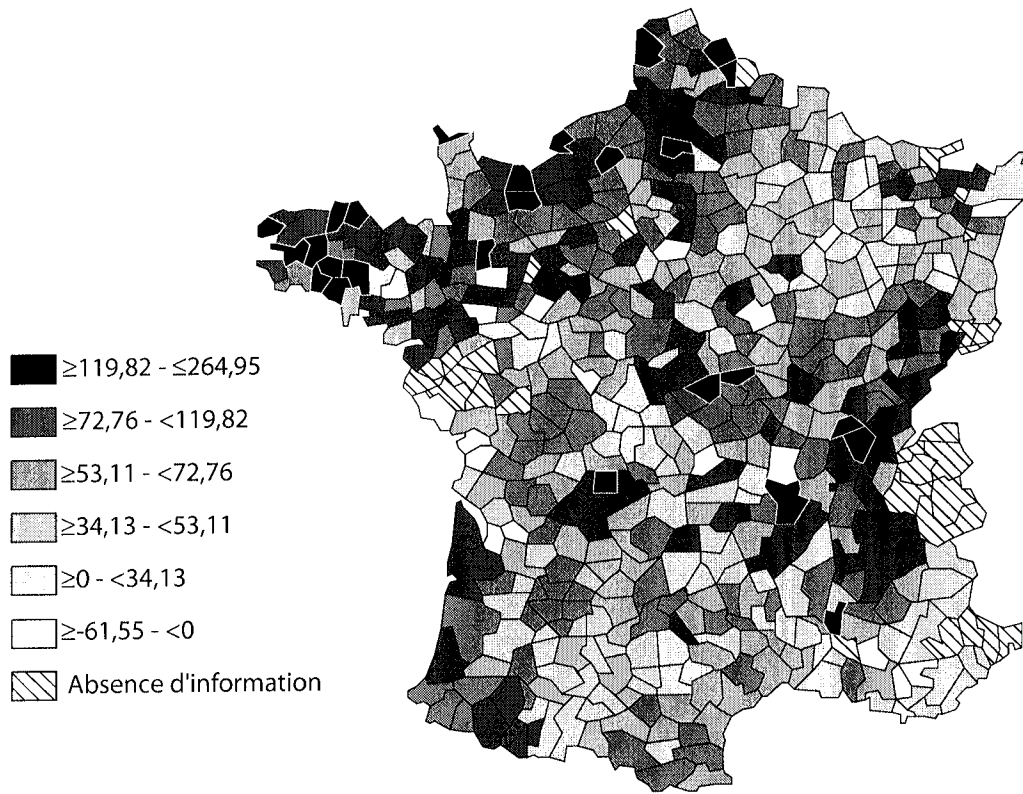 ≥119,82 - ≤264,95
≥72,76 - <119,82
≥53,11 - <72,76
≥34,13 - <53,11
≥0 - <34,13
≥-61,55 - <0
Absence d'information